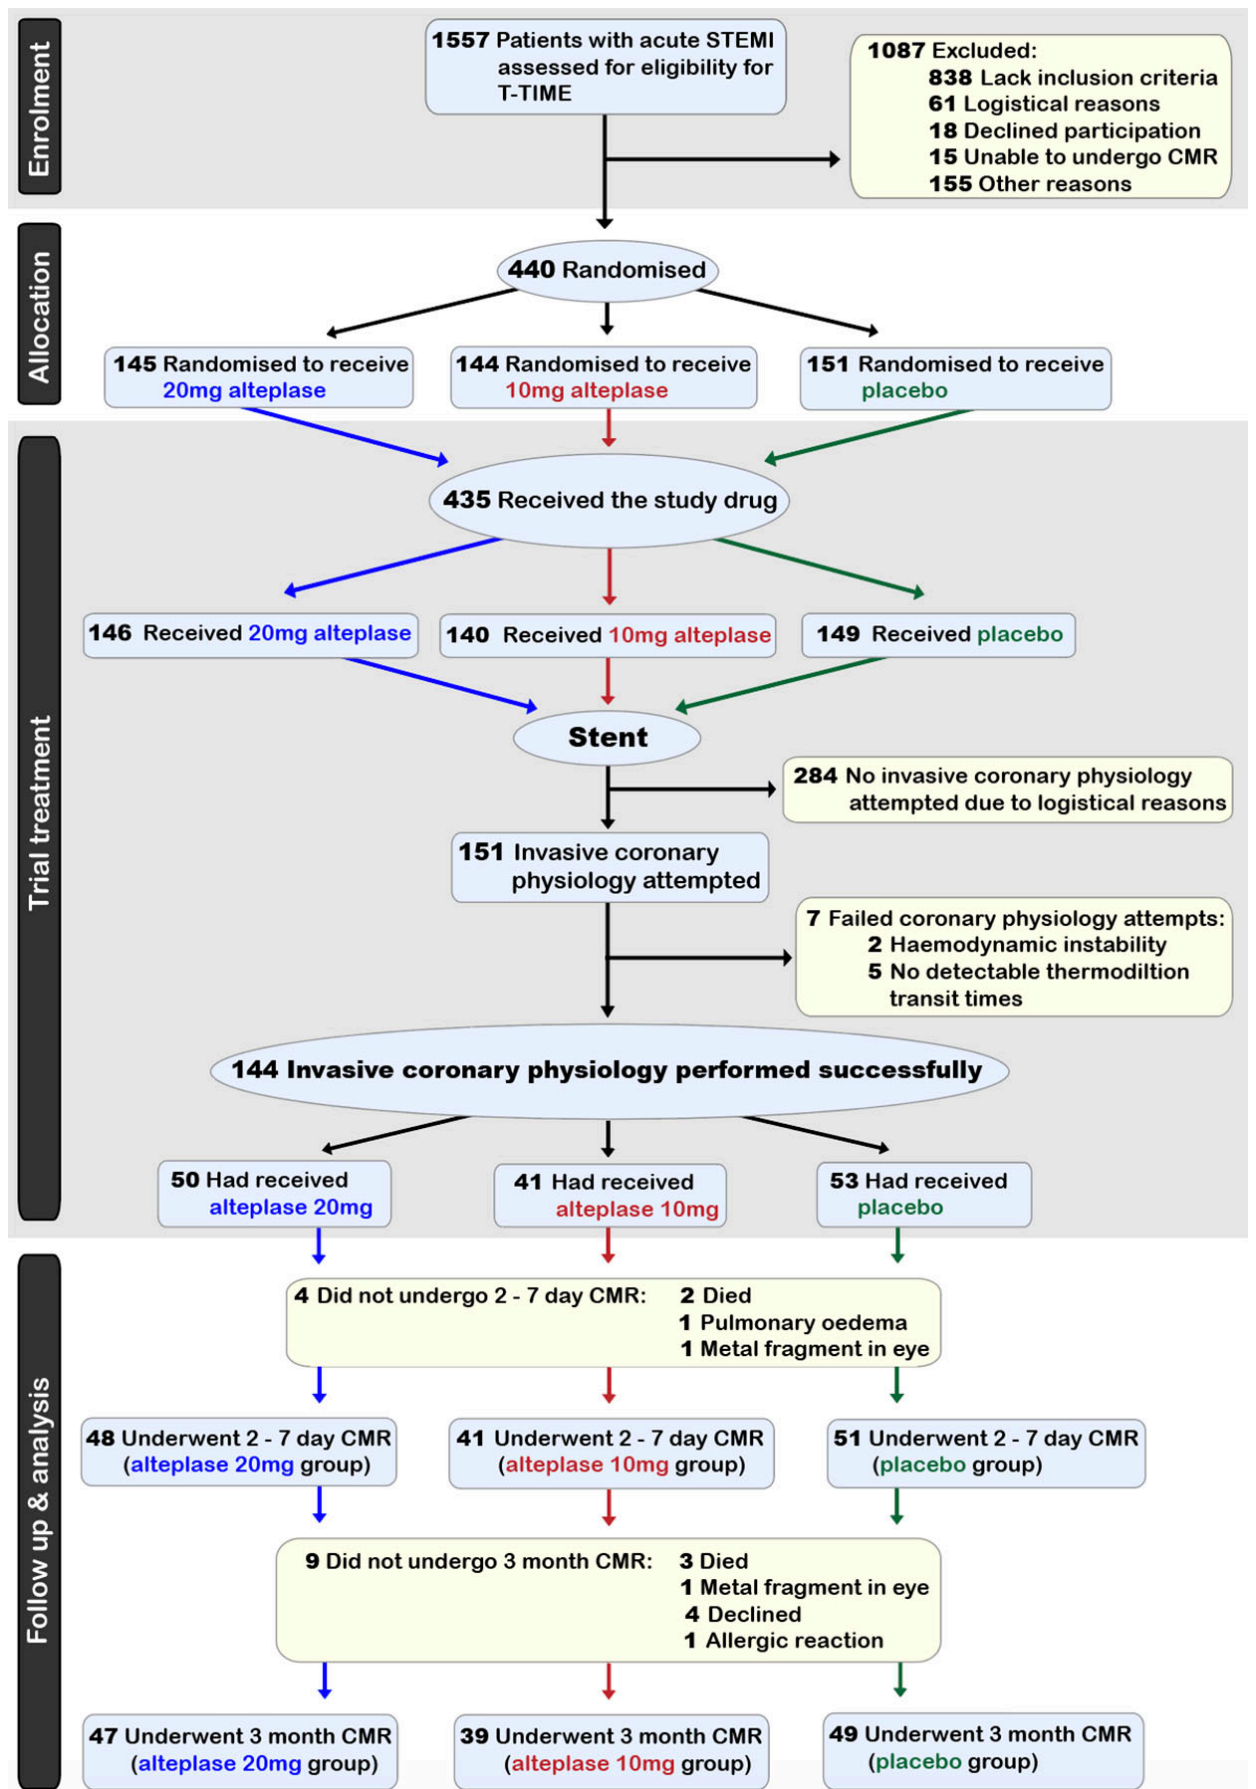 Enrolment
1557 Patients with acute STEMI
assessed for eligibility for
T-TIME
1087 Excluded:
838 Lack inclusion criteria
61 Logistical reasons
18 Declined participation
15 Unable to undergo CMR
155 Other reasons
Allocation
440 Randomised
145 Randomised to receive
20mg alteplase
144 Randomised to receive
10mg alteplase
151 Randomised to receive
placebo
Trial treatment
435 Received the study drug
146 Received 20mg alteplase
140 Received 10mg alteplase
149 Received placebo
Stent
284 No invasive coronary physiology
attempted due to logistical reasons
151 Invasive coronary
physiology attempted
7 Failed coronary physiology attempts:
2 Haemodynamic instability
5 No detectable thermodiltion
transit times
144 Invasive coronary physiology performed successfully
50 Had received
alteplase 20mg
41 Had received
alteplase 10mg
53 Had received
placebo
Follow up & analysis
4 Did not undergo 2 - 7 day CMR: 2 Died
1 Pulmonary oedema
1 Metal fragment in eye
48 Underwent 2 - 7 day CMR
(alteplase 20mg group)
41 Underwent 2 - 7 day CMR
(alteplase 10mg group)
51 Underwent 2 - 7 day CMR
(placebo group)
9 Did not undergo 3 month CMR: 3 Died
1 Metal fragment in eye
4 Declined
1 Allergic reaction
47 Underwent 3 month CMR
(alteplase 20mg group)
39 Underwent 3 month CMR
(alteplase 10mg group)
49 Underwent 3 month CMR
(placebo group)